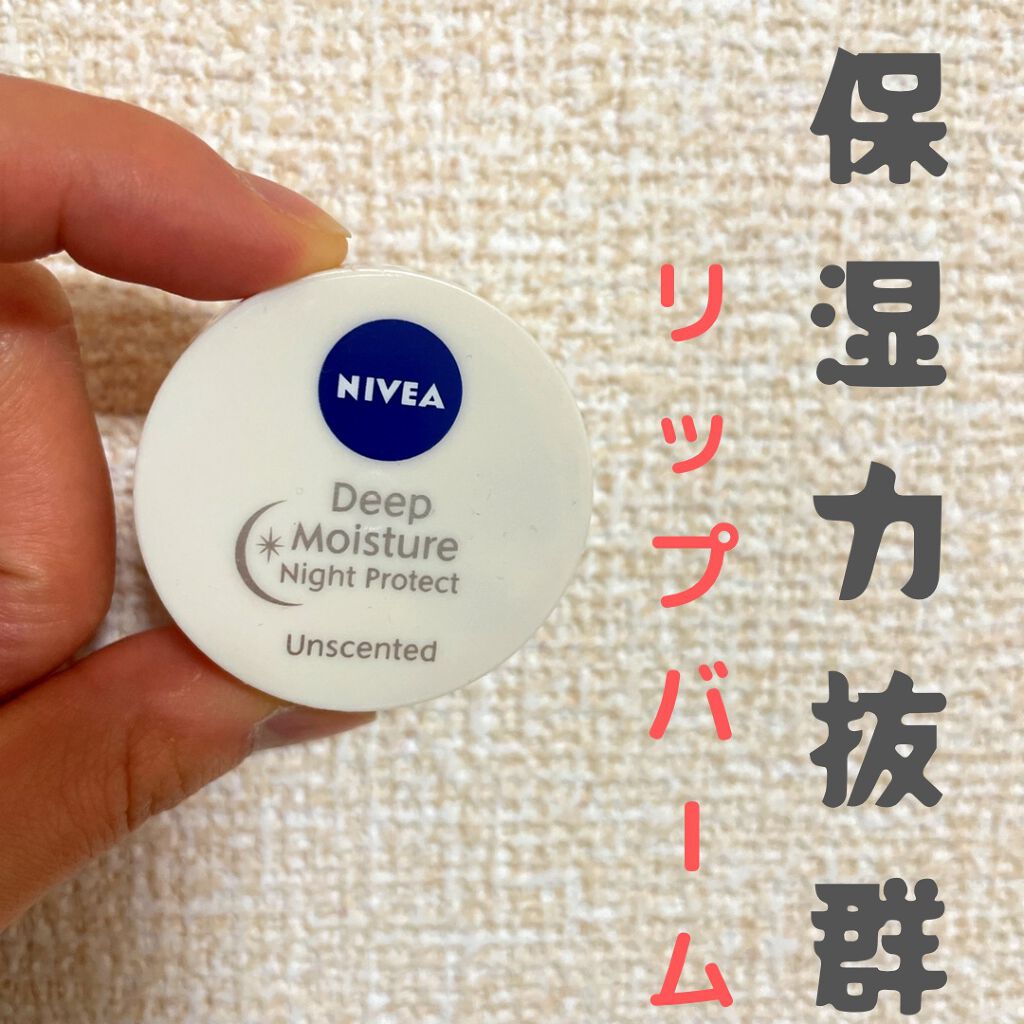 保湿力抜群
リップバーム
NIVEA
Deep
Moisture
Night Protect
Unscented